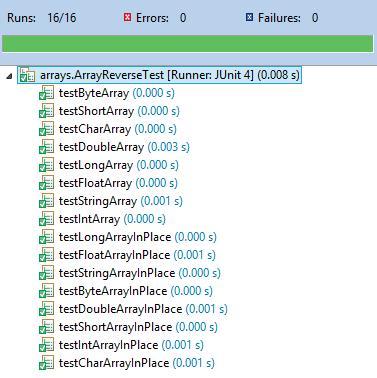 Runs: 16/16 Errors: 0 Failures: 0
arrays.ArrayReverseTest [Runner: JUnit 4] (0.008 s)
testByteArray (0.000 s)
testShortArray (0.000 s)
testCharArray (0.000 s)
testDoubleArray (0.003 s)
testLongArray (0.000 s)
testFloatArray (0.000 s)
testStringArray (0.001 s)
testIntArray (0.000 s)
testLongArrayInPlace (0.000 s)
testFloatArrayInPlace (0.001 s)
testStringArrayInPlace (0.000 s)
testByteArrayInPlace (0.000 s)
testDoubleArrayInPlace (0.001 s)
testShortArrayInPlace (0.000 s)
testIntArrayInPlace (0.001 s)
testCharArrayInPlace (0.001 s)